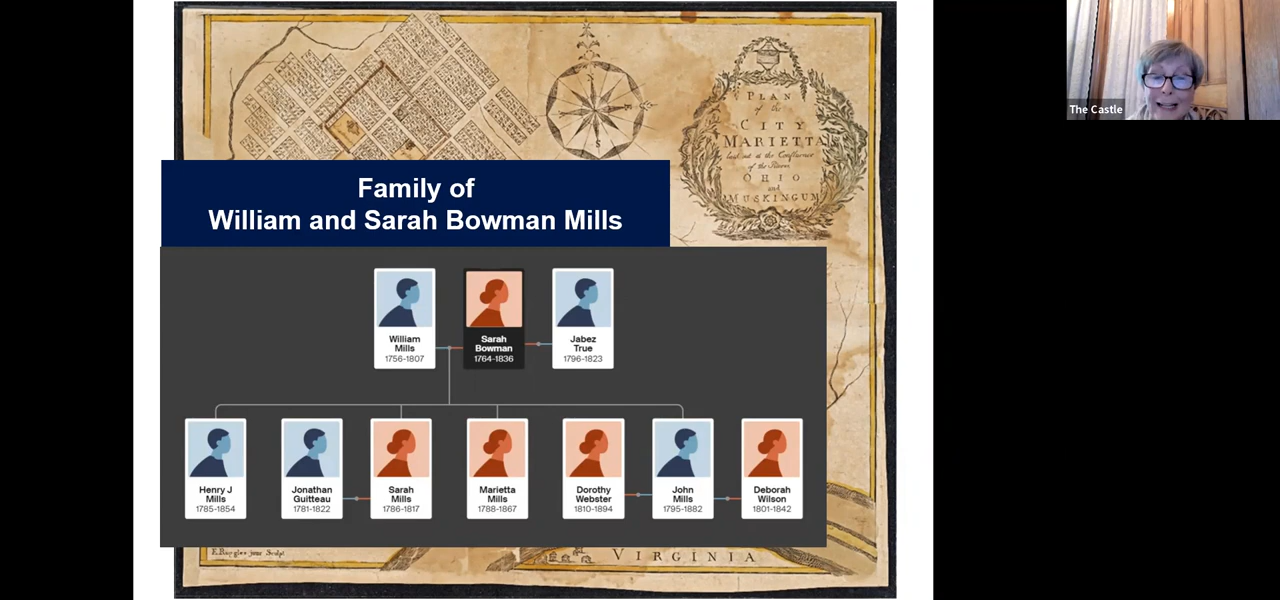 PLAN
of the
CITY
MARIETTA
laid out at the Confluence
of the Rivers
OHIO
and
MUSKINGUM
Family of
William and Sarah Bowman Mills
William
Mills
1756-1807
Sarah
Bowman
1764-1836
Jabez
True
1796-1823
Henry J
Mills
1785-1854
Jonathan
Guitteau
1781-1822
Sarah
Mills
1786-1817
Marietta
Mills
1788-1867
Dorothy
Webster
1810-1894
John
Mills
1795-1882
Deborah
Wilson
1801-1842
VIRGINIA
The Castle